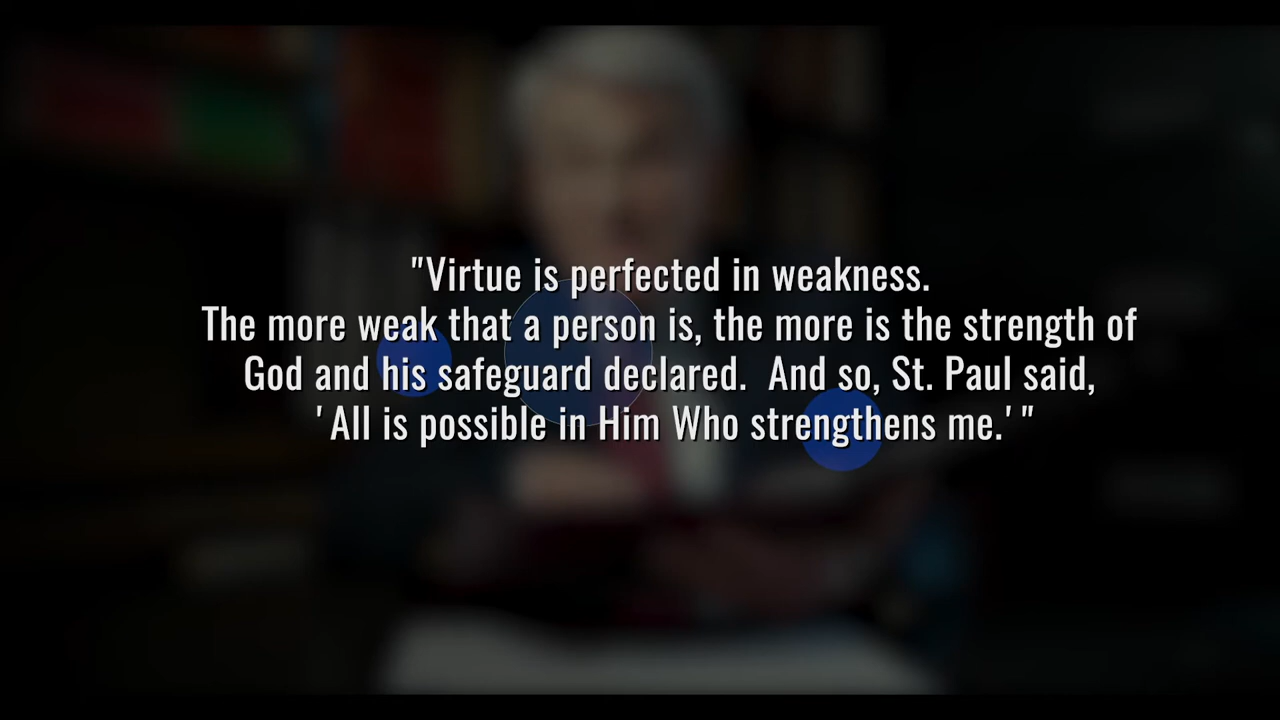 "Virtue is perfected in weakness.
The more weak that a person is, the more is the strength of
God and his safeguard declared.  And so, St. Paul said,
'All is possible in Him Who strengthens me.' "